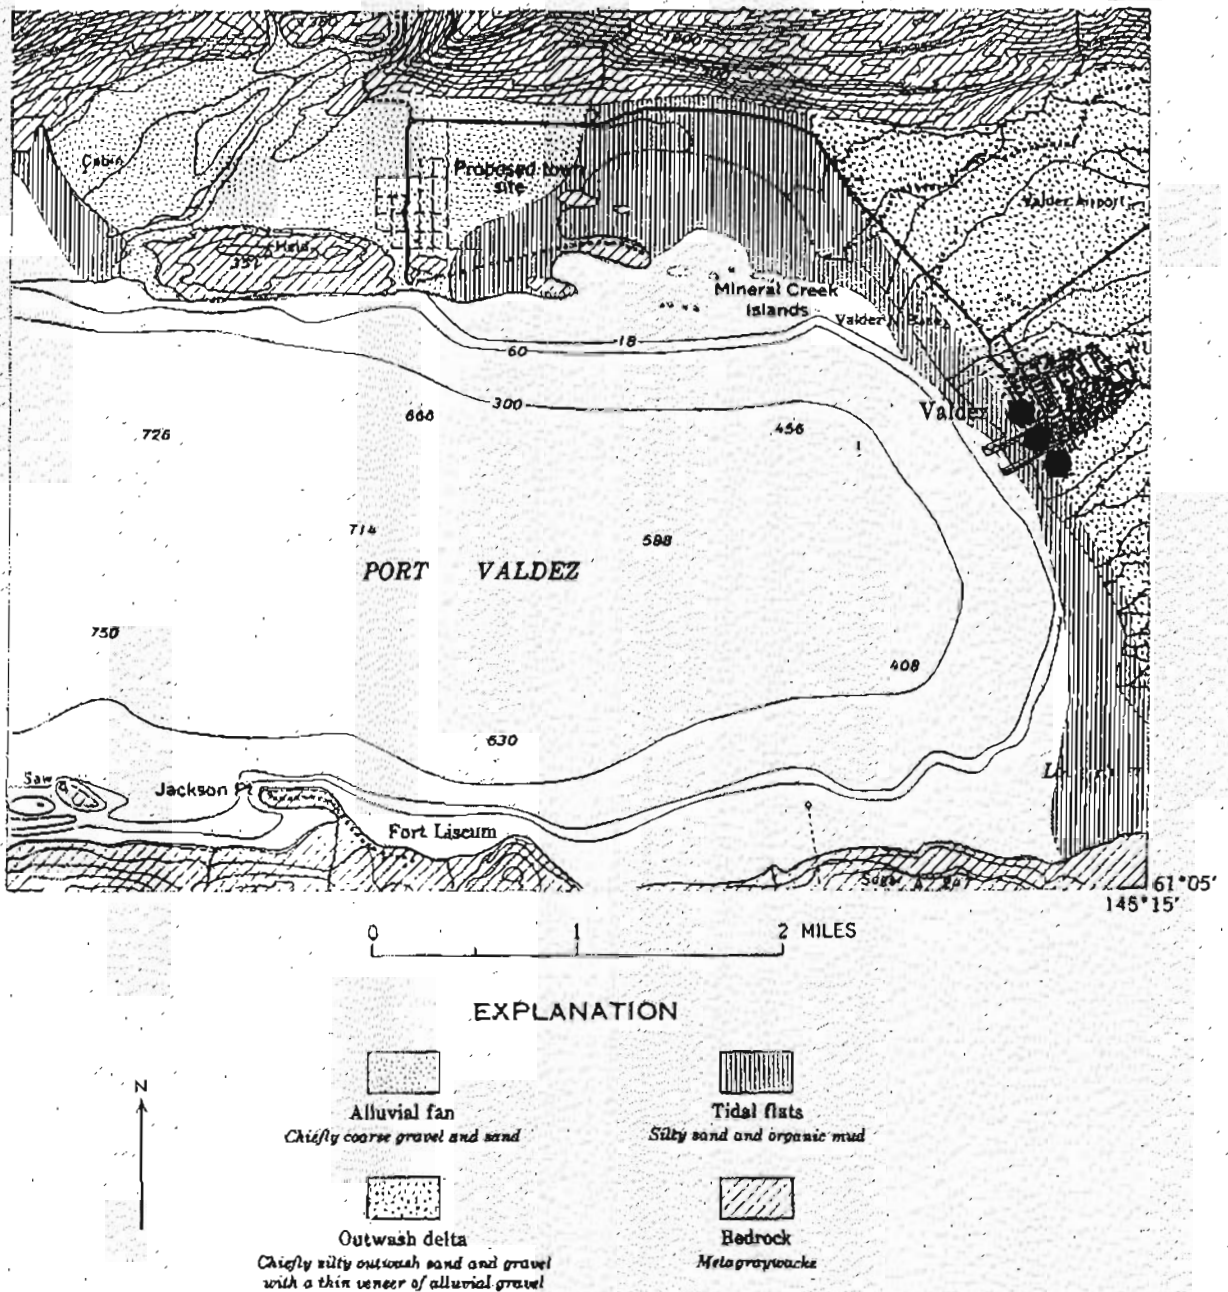 1000
Cabin
Proposed town
site
Valdez Airport
Mineral Creek
Islands
18
60
300
Valdez
666
726
456
714
588
PORT VALDEZ
750
408
630
Saw
Jackson Pt
Fort Liscum
61°05'
145°15'
0 1 2 MILES
EXPLANATION
N
Alluvial fan
Chiefly coarse gravel and sand
Tidal flats
Silty sand and organic mud
Outwash delta
Chiefly silty outwash sand and gravel
with a thin veneer of alluvial gravel
Bedrock
Metagraywacke